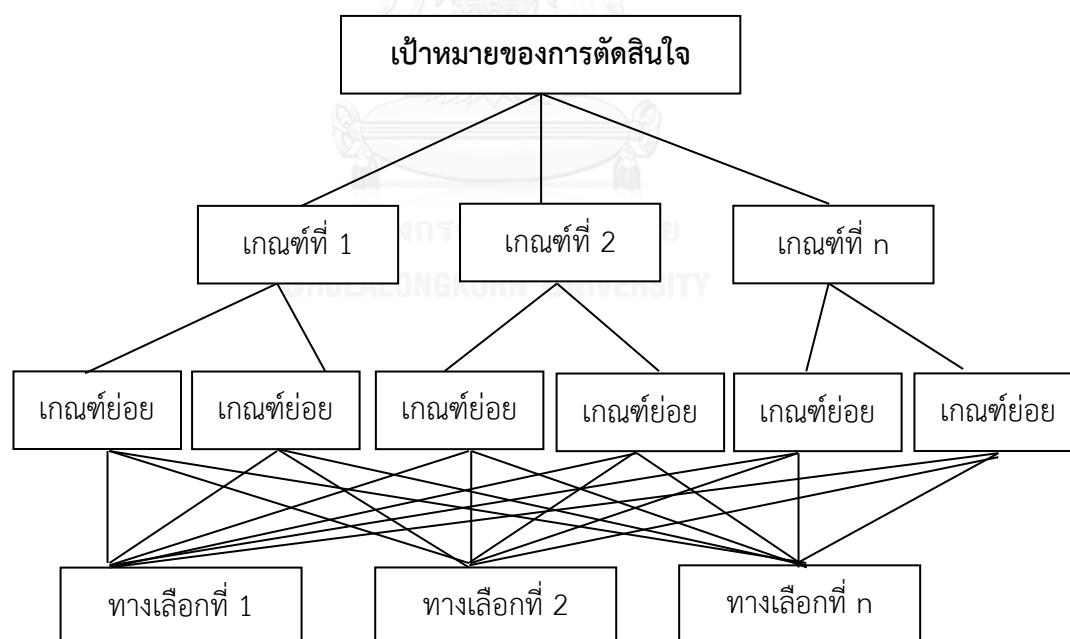 เป้าหมายของการตัดสินใจ
เกณฑ์ที่ 1
เกณฑ์ที่ 2
เกณฑ์ที่ n
เกณฑ์ย่อย
เกณฑ์ย่อย
เกณฑ์ย่อย
เกณฑ์ย่อย
เกณฑ์ย่อย
เกณฑ์ย่อย
ทางเลือกที่ 1
ทางเลือกที่ 2
ทางเลือกที่ n